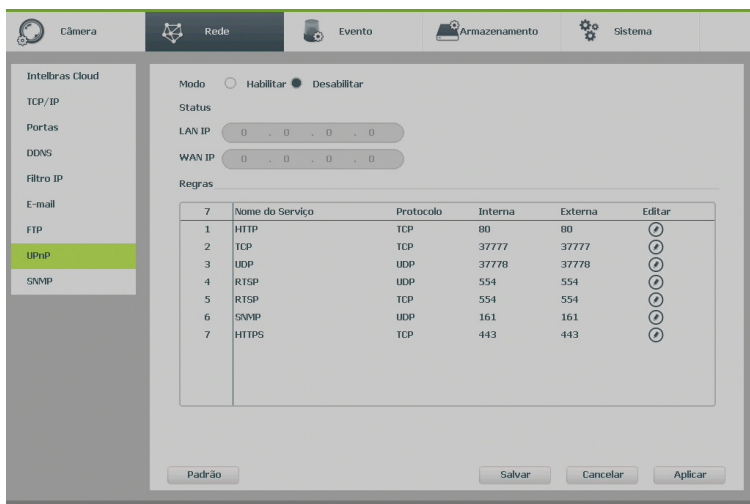 Câmera Rede Evento Armazenamento Sistema
Intelbras Cloud
TCP/IP
Portas
DDNS
Filtro IP
E-mail
FTP
UPnP
SNMP
Modo Habilitar Desabilitar
Status
LAN IP 0 . 0 . 0 . 0
WAN IP 0 . 0 . 0 . 0
Regras
7 Nome do Serviço Protocolo Interna Externa Editar
1 HTTP TCP 80 80
2 TCP TCP 37777 37777
3 UDP UDP 37778 37778
4 RTSP UDP 554 554
5 RTSP TCP 554 554
6 SNMP UDP 161 161
7 HTTPS TCP 443 443
Padrão Salvar Cancelar Aplicar